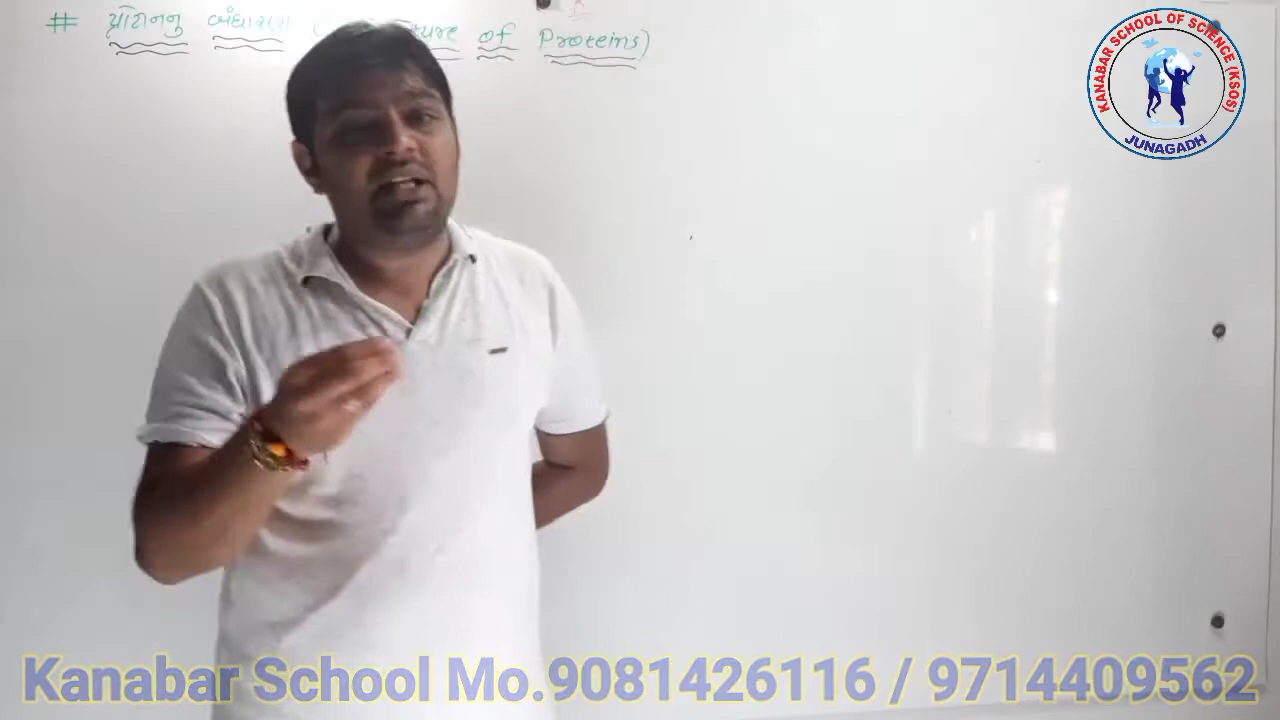 # પ્રોટીનનું બંધારણ of Proteins)
KANABAR SCHOOL OF SCIENCE (KSOS)
JUNAGADH
Kanabar School Mo.9081426116 / 9714409562